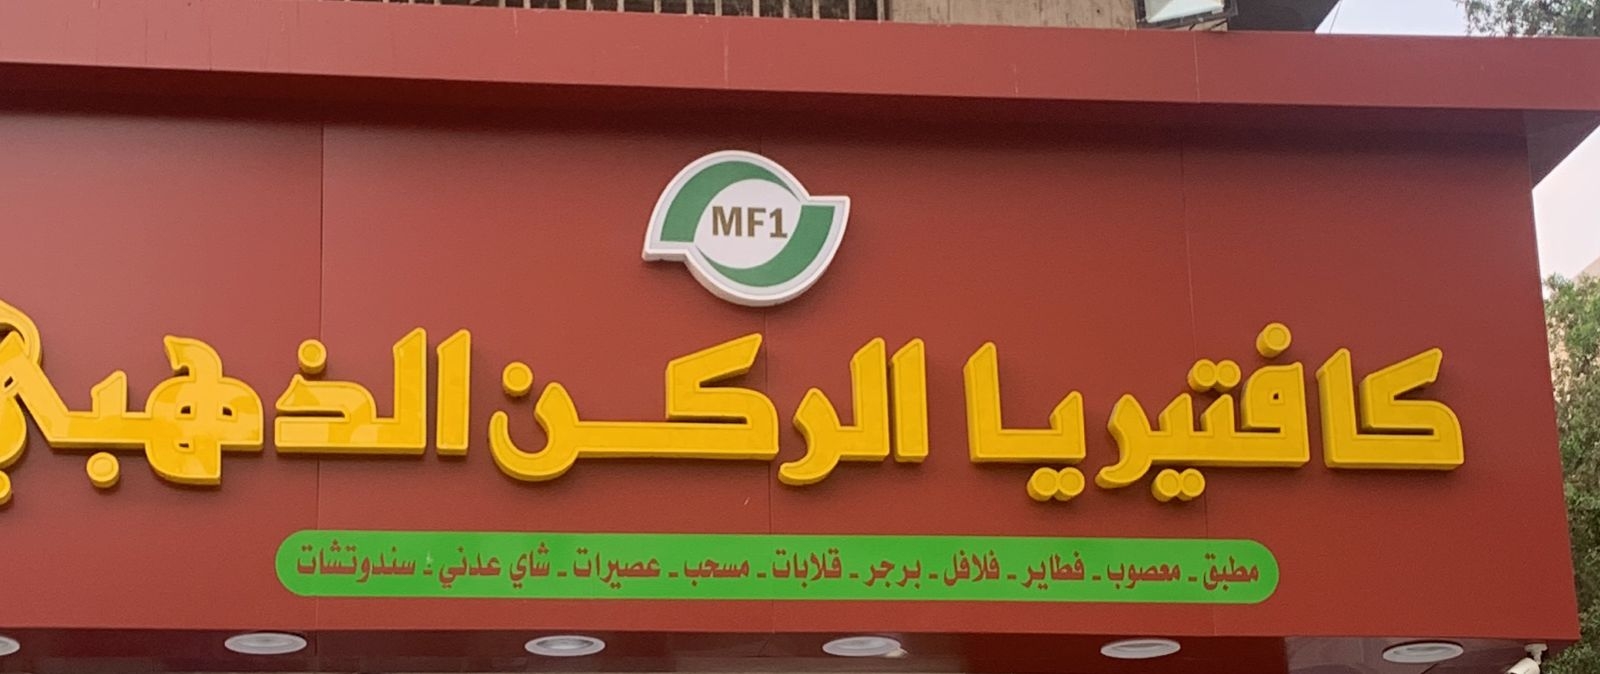 MF1
كافتيريا الركن الذهبي
مطبق - معصوب - فطاير - فلافل - برجر - قلابات - مسحب - عصيرات - شاي عدني - سندوتشات